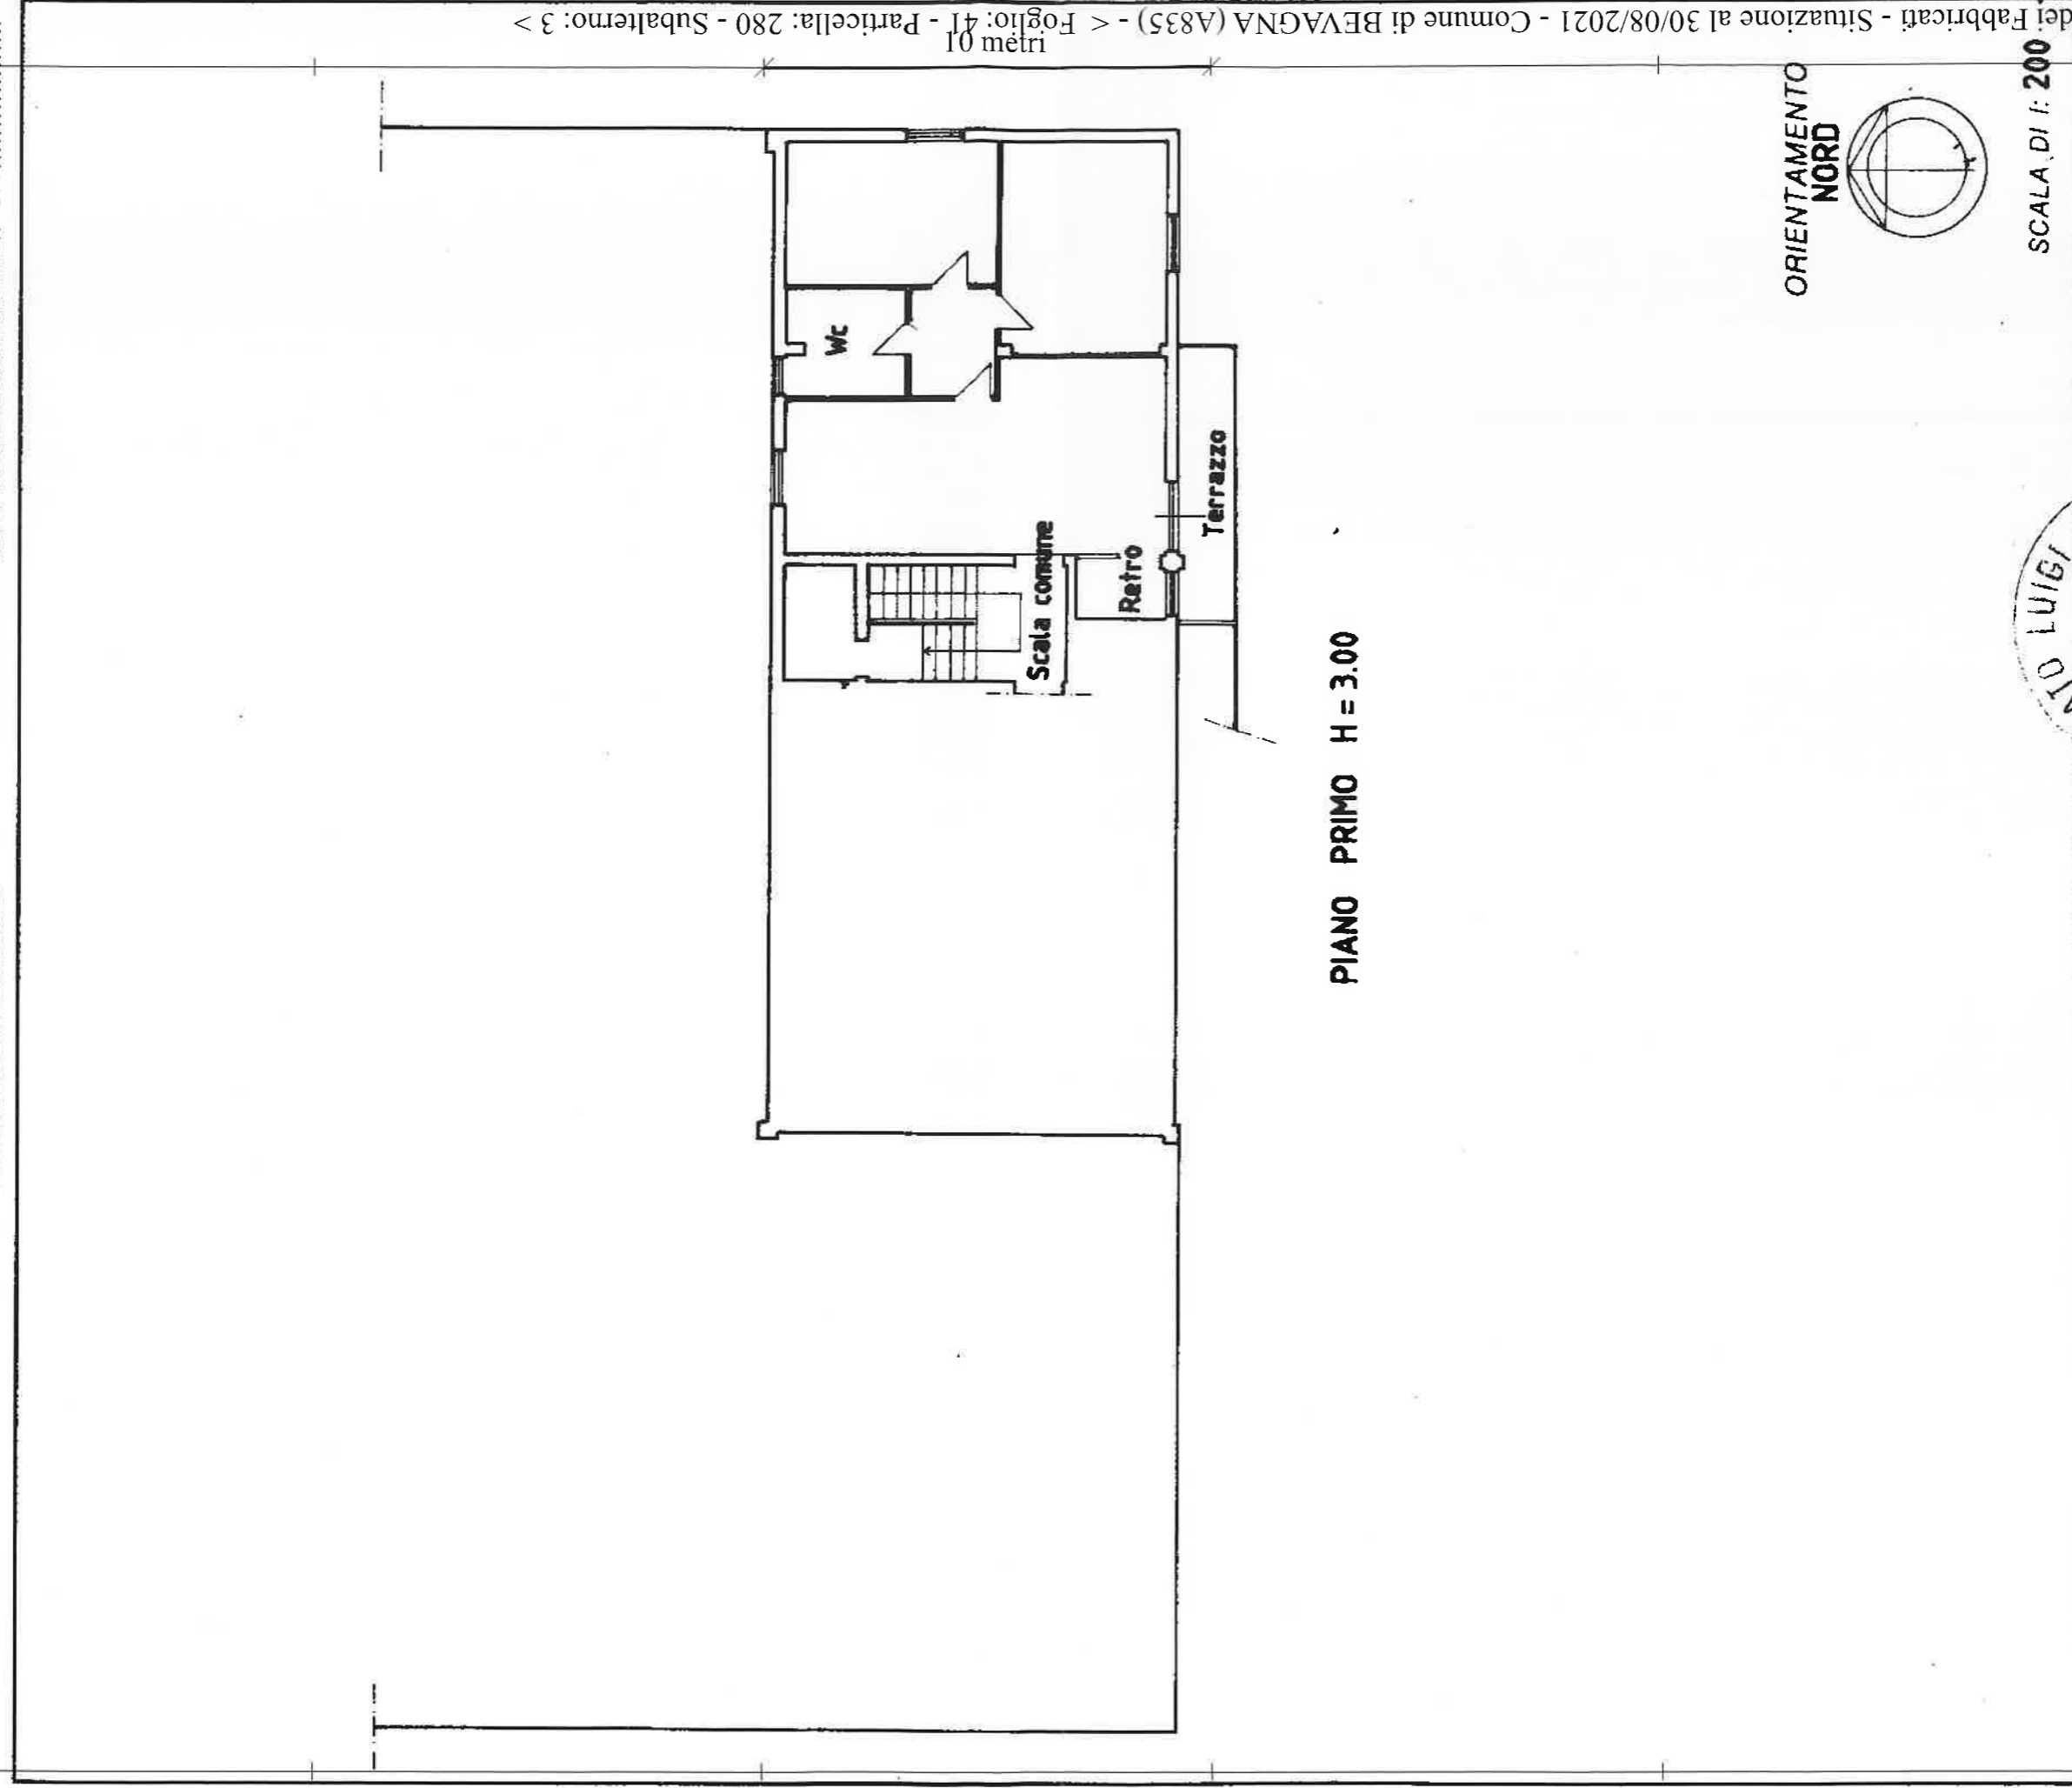 dei Fabbricati - Situazione al 30/08/2021 - Comune di BEVAGNA (A835) - < Foglio: 41 - Particella: 280 - Subalterno: 3 >
10 metri
ORIENTAMENTO
NORD
SCALA DI 1: 200
Wc
Terrazzo
Scala comune
Retro
PIANO PRIMO H = 3.00
LUIGI